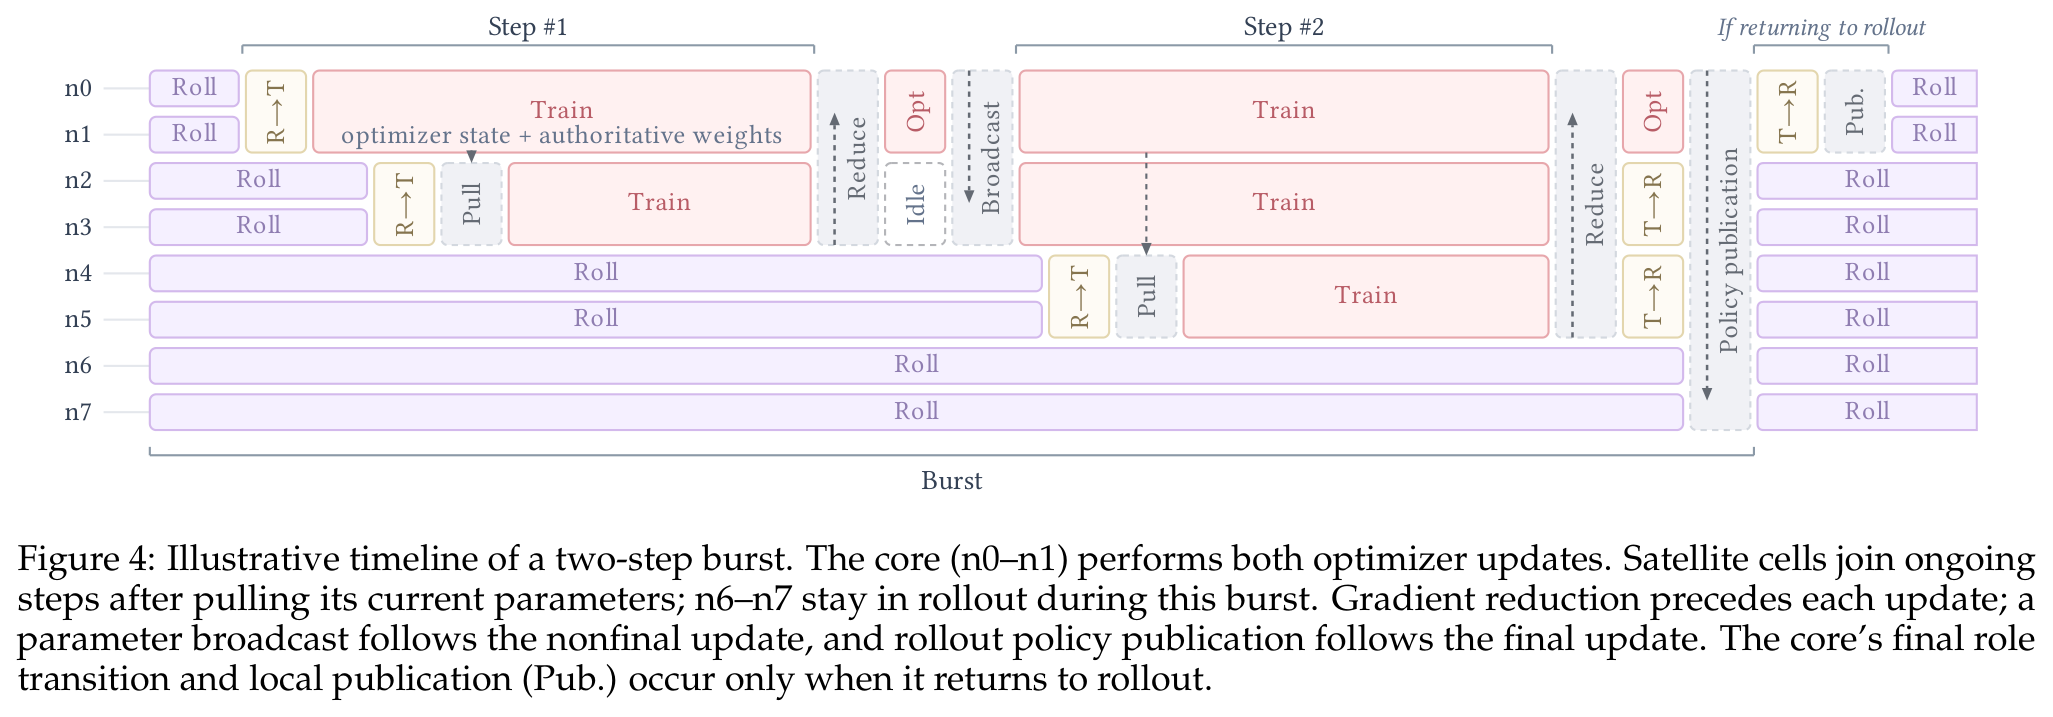 Step #1
Step #2
If returning to rollout
n0
Roll
R→T
Train
optimizer state + authoritative weights
Reduce
Opt
Broadcast
Train
Reduce
Opt
Policy publication
T→R
Pub.
Roll
n1
Roll
Roll
n2
Roll
R→T
Pull
Train
Idle
Train
T→R
Roll
n3
Roll
Roll
n4
Roll
R→T
Pull
Train
T→R
Roll
n5
Roll
Roll
n6
Roll
Roll
n7
Roll
Roll
Burst
Figure 4: Illustrative timeline of a two-step burst. The core (n0–n1) performs both optimizer updates. Satellite cells join ongoing
steps after pulling its current parameters; n6–n7 stay in rollout during this burst. Gradient reduction precedes each update; a
parameter broadcast follows the nonfinal update, and rollout policy publication follows the final update. The core's final role
transition and local publication (Pub.) occur only when it returns to rollout.